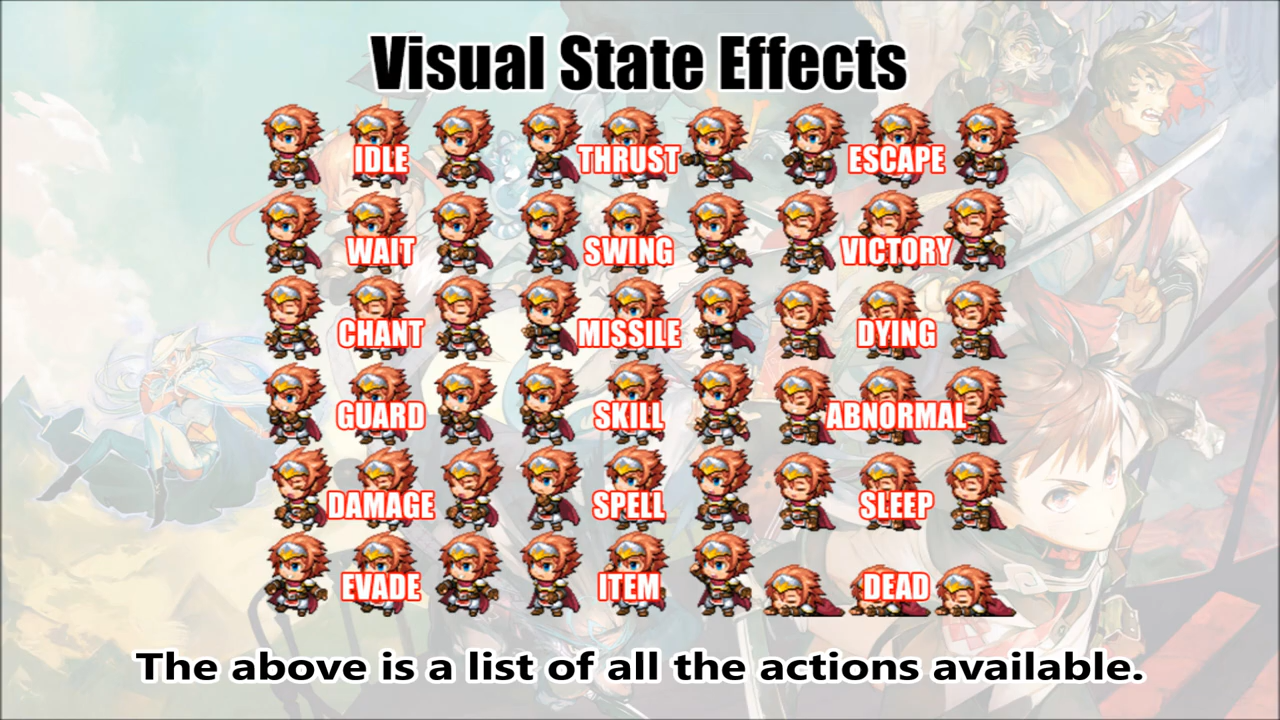 Visual State Effects
IDLE THRUST ESCAPE
WAIT SWING VICTORY
CHANT MISSILE DYING
GUARD SKILL ABNORMAL
DAMAGE SPELL SLEEP
EVADE ITEM DEAD
The above is a list of all the actions available.